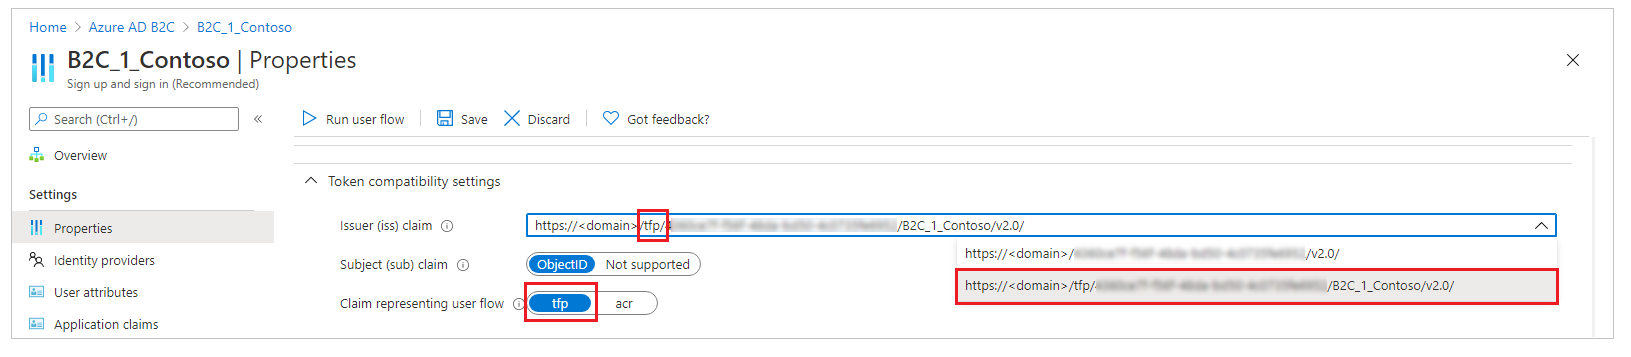 Home > Azure AD B2C > B2C_1_Contoso
B2C_1_Contoso | Properties
Sign up and sign in (Recommended)
Search (Ctrl+/)
«
Run user flow
Save
Discard
Got feedback?
Overview
Settings
Properties
Identity providers
User attributes
Application claims
Token compatibility settings
Issuer (iss) claim
https://<domain>/tfp/ /B2C_1_Contoso/v2.0/
https://<domain>/ /v2.0/
https://<domain>/tfp/ /B2C_1_Contoso/v2.0/
Subject (sub) claim
ObjectID Not supported
Claim representing user flow
tfp acr